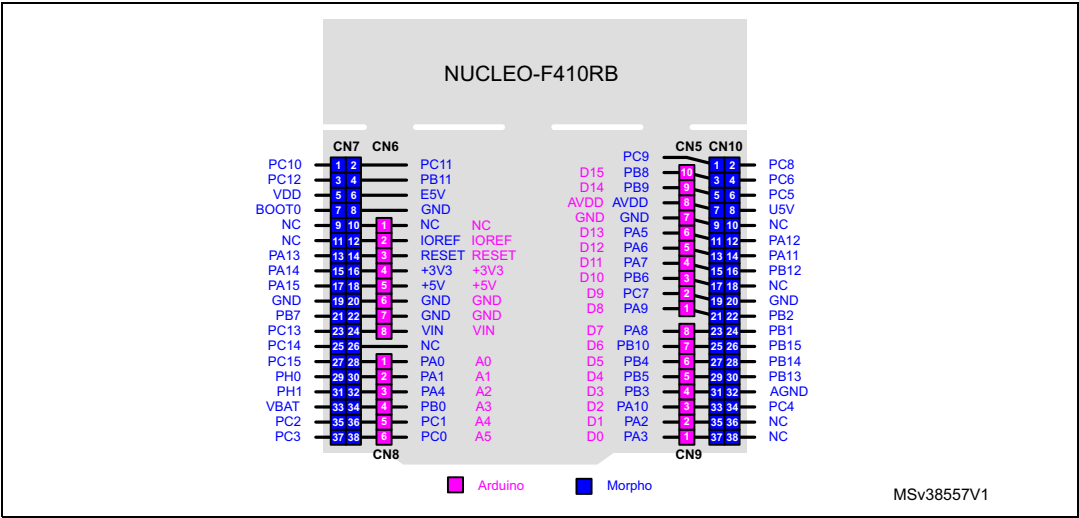 NUCLEO-F410RB
CN7 CN6 CN5 CN10
PC9
PC10 1 2 PC11 D15 PB8 10 1 2 PC8
PC12 3 4 PB11 D14 PB9 9 3 4 PC6
VDD 5 6 E5V AVDD AVDD 8 5 6 PC5
BOOT0 7 8 GND GND GND 7 7 8 U5V
NC 9 10 1 NC NC D13 PA5 6 9 10 NC
NC 11 12 2 IOREF IOREF D12 PA6 5 11 12 PA12
PA13 13 14 3 RESET RESET D11 PA7 4 13 14 PA11
PA14 15 16 4 +3V3 +3V3 D10 PB6 3 15 16 PB12
PA15 17 18 5 +5V +5V D9 PC7 2 17 18 NC
GND 19 20 6 GND GND D8 PA9 1 19 20 GND
PB7 21 22 7 GND GND 21 22 PB2
PC13 23 24 8 VIN VIN D7 PA8 8 23 24 PB1
PC14 25 26 NC D6 PB10 7 25 26 PB15
PC15 27 28 1 PA0 A0 D5 PB4 6 27 28 PB14
PH0 29 30 2 PA1 A1 D4 PB5 5 29 30 PB13
PH1 31 32 3 PA4 A2 D3 PB3 4 31 32 AGND
VBAT 33 34 4 PB0 A3 D2 PA10 3 33 34 PC4
PC2 35 36 5 PC1 A4 D1 PA2 2 35 36 NC
PC3 37 38 6 PC0 A5 D0 PA3 1 37 38 NC
CN8 CN9
Arduino Morpho
MSv38557V1